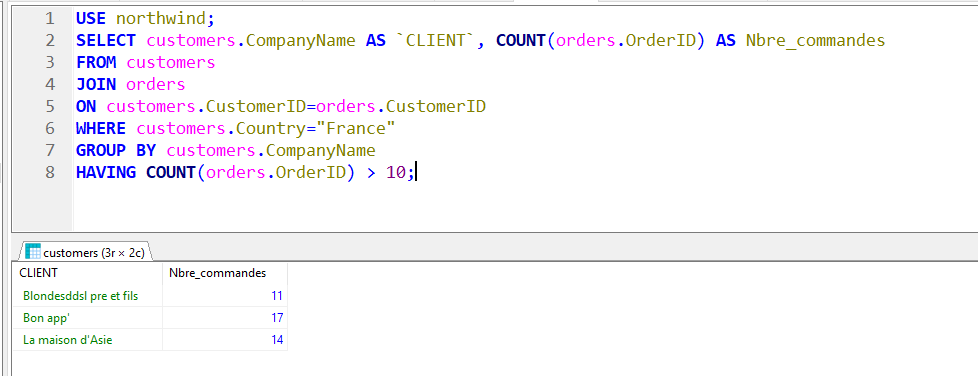 1 USE northwind;
2 SELECT customers.CompanyName AS `CLIENT`, COUNT(orders.OrderID) AS Nbre_commandes
3 FROM customers
4 JOIN orders
5 ON customers.CustomerID=orders.CustomerID
6 WHERE customers.Country="France"
7 GROUP BY customers.CompanyName
8 HAVING COUNT(orders.OrderID) > 10;
customers (3r × 2c)
CLIENT Nbre_commandes
Blondesddsl pre et fils 11
Bon app' 17
La maison d'Asie 14